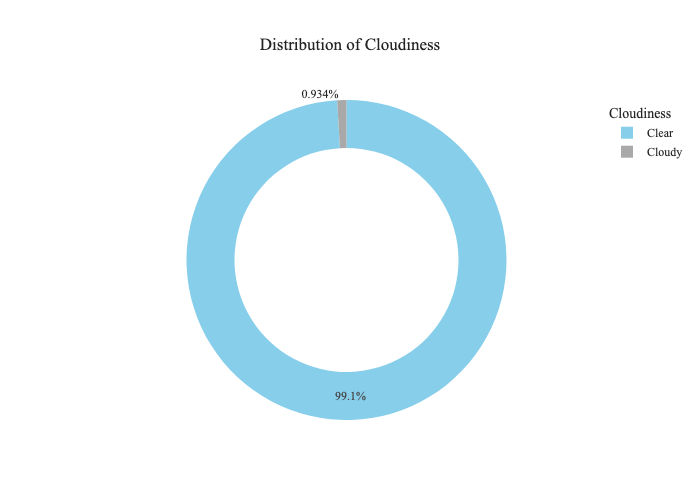 Distribution of Cloudiness
0.934%
Cloudiness
Clear
Cloudy
99.1%